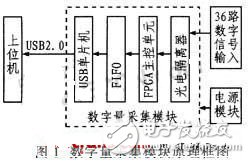 上位机
USB2.0
USB单片机
FIFO
FPGA主控单元
光电隔离器
36路数字信号输入
数字量采集模块
电源模块
图1 数字量采集模块原理框图